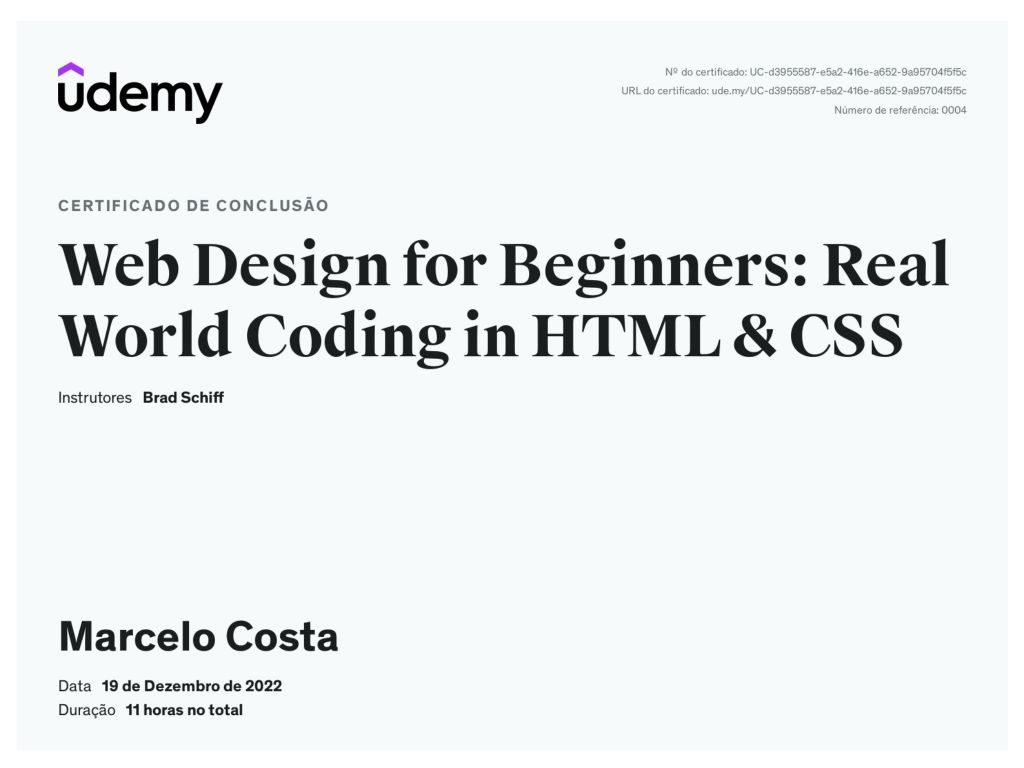 udemy
Nº do certificado: UC-d3955587-e5a2-416e-a652-9a95704f5f5c
URL do certificado: ude.my/UC-d3955587-e5a2-416e-a652-9a95704f5f5c
Número de referência: 0004
CERTIFICADO DE CONCLUSÃO
Web Design for Beginners: Real
World Coding in HTML & CSS
Instrutores Brad Schiff
Marcelo Costa
Data 19 de Dezembro de 2022
Duração 11 horas no total